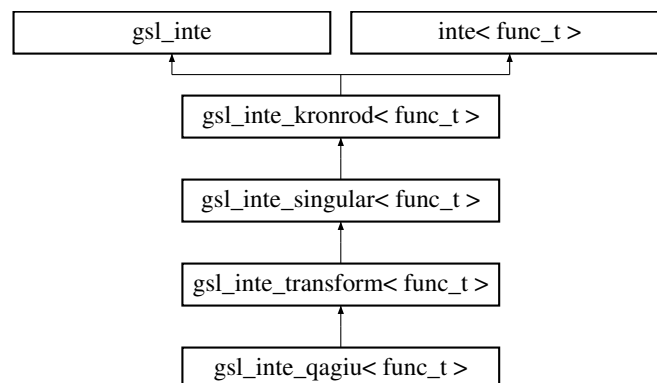 gsl_inte
inte< func_t >
gsl_inte_kronrod< func_t >
gsl_inte_singular< func_t >
gsl_inte_transform< func_t >
gsl_inte_qagiu< func_t >